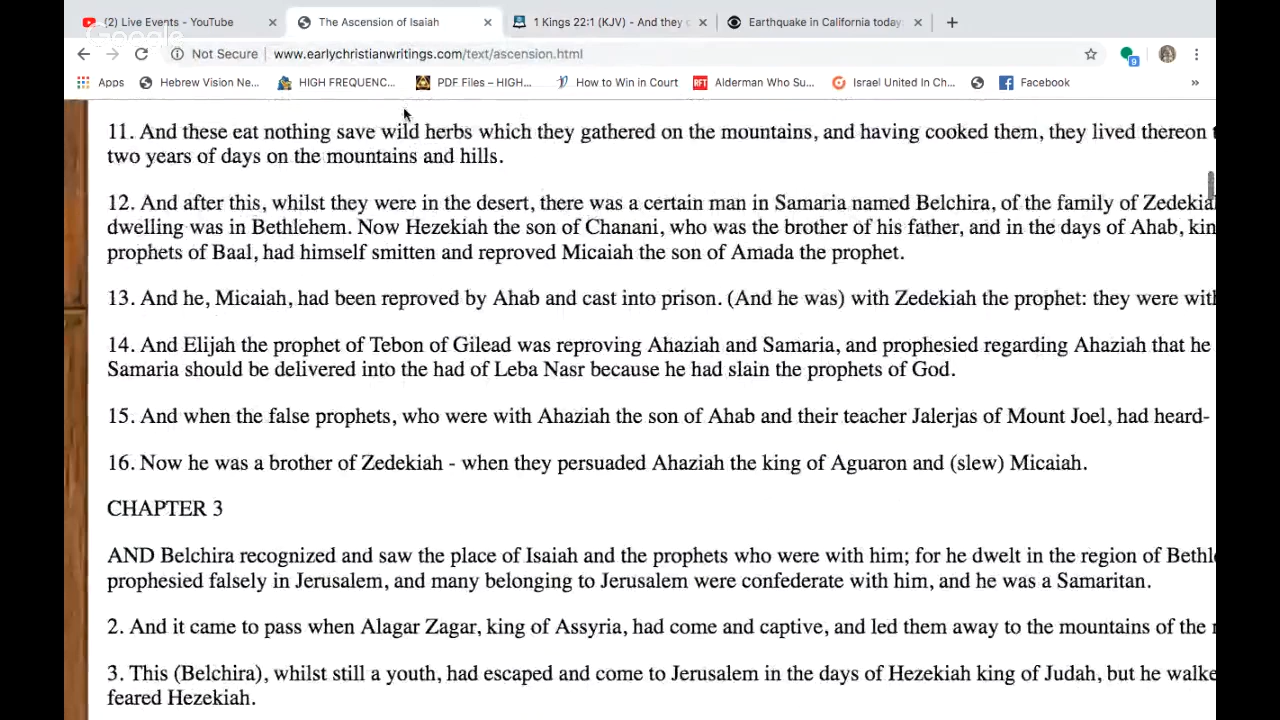 (2) Live Events - YouTube
The Ascension of Isaiah
1 Kings 22:1 (KJV) - And they
Earthquake in California today:
Google
Not Secure | www.earlychristianwritings.com/text/ascension.html
9
Apps
Hebrew Vision Ne...
HIGH FREQUENC...
PDF Files – HIGH...
How to Win in Court
RFT Alderman Who Su...
Israel United In Ch...
Facebook
»
11. And these eat nothing save wild herbs which they gathered on the mountains, and having cooked them, they lived thereon
two years of days on the mountains and hills.
12. And after this, whilst they were in the desert, there was a certain man in Samaria named Belchira, of the family of Zedekia
dwelling was in Bethlehem. Now Hezekiah the son of Chanani, who was the brother of his father, and in the days of Ahab, kin
prophets of Baal, had himself smitten and reproved Micaiah the son of Amada the prophet.
13. And he, Micaiah, had been reproved by Ahab and cast into prison. (And he was) with Zedekiah the prophet: they were with
14. And Elijah the prophet of Tebon of Gilead was reproving Ahaziah and Samaria, and prophesied regarding Ahaziah that he
Samaria should be delivered into the had of Leba Nasr because he had slain the prophets of God.
15. And when the false prophets, who were with Ahaziah the son of Ahab and their teacher Jalerjas of Mount Joel, had heard-
16. Now he was a brother of Zedekiah - when they persuaded Ahaziah the king of Aguaron and (slew) Micaiah.
CHAPTER 3
AND Belchira recognized and saw the place of Isaiah and the prophets who were with him; for he dwelt in the region of Bethl
prophesied falsely in Jerusalem, and many belonging to Jerusalem were confederate with him, and he was a Samaritan.
2. And it came to pass when Alagar Zagar, king of Assyria, had come and captive, and led them away to the mountains of the
3. This (Belchira), whilst still a youth, had escaped and come to Jerusalem in the days of Hezekiah king of Judah, but he walke
feared Hezekiah.